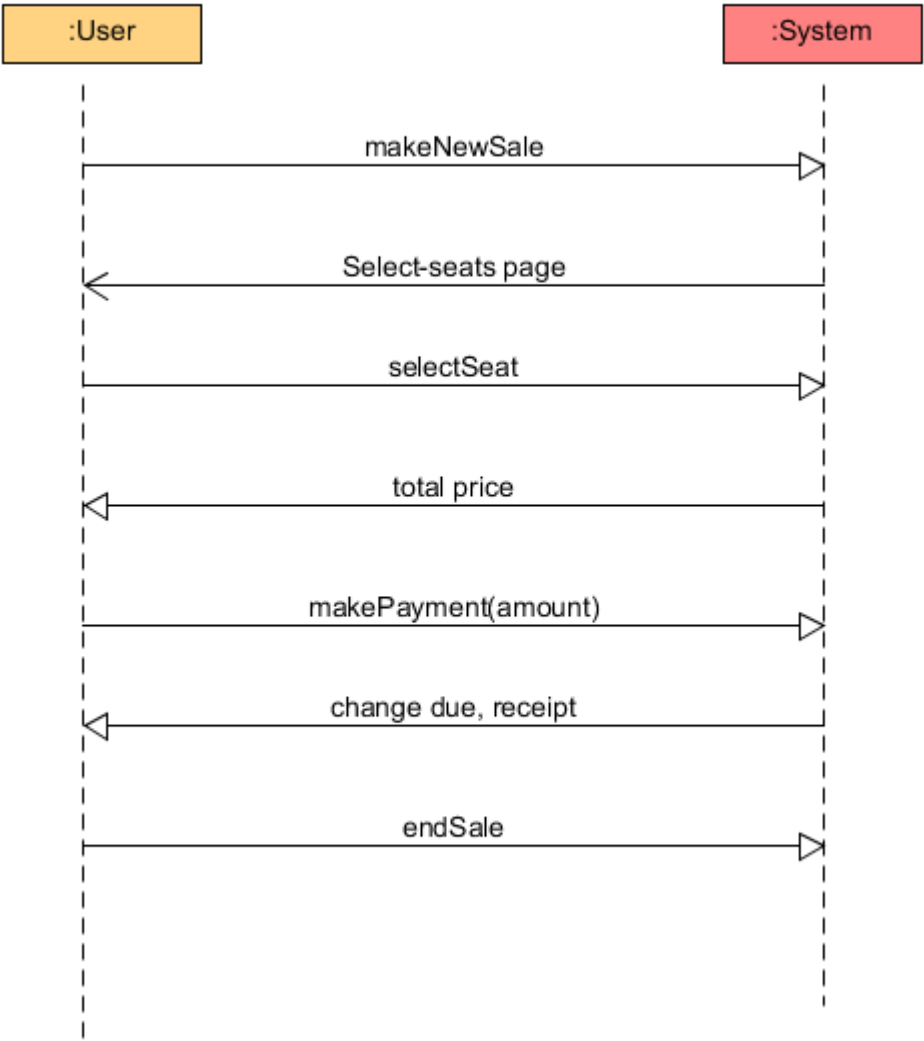 :User
:System
makeNewSale
Select-seats page
selectSeat
total price
makePayment(amount)
change due, receipt
endSale